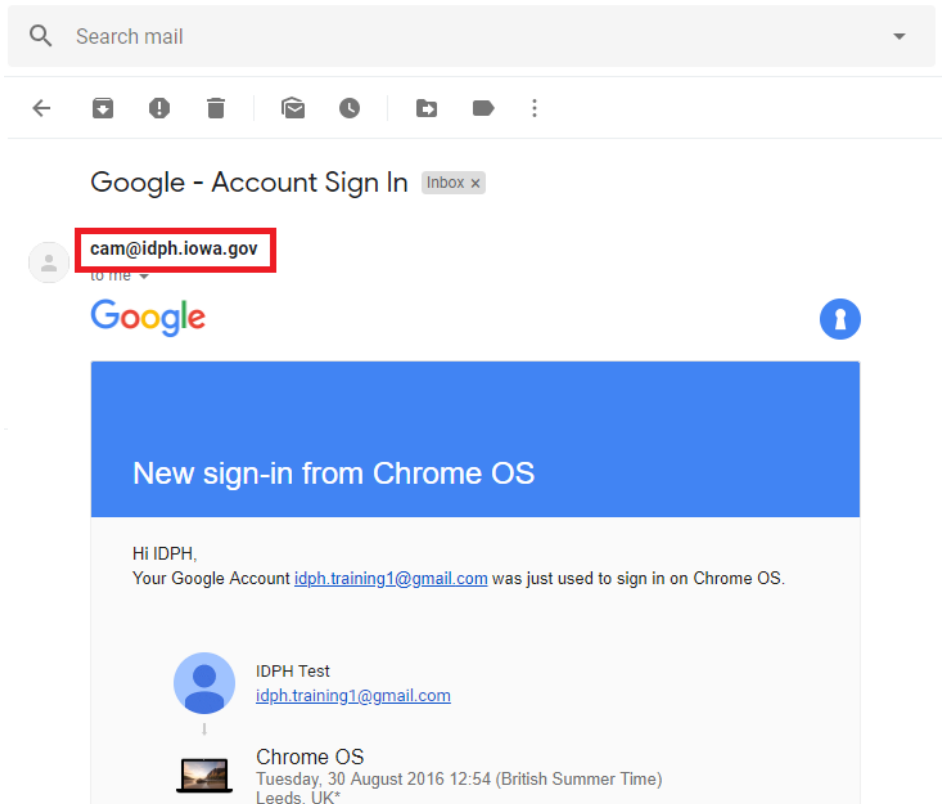 Search mail
Google - Account Sign In Inbox x
cam@idph.iowa.gov
to me
Google
New sign-in from Chrome OS
Hi IDPH,
Your Google Account idph.training1@gmail.com was just used to sign in on Chrome OS.
IDPH Test
idph.training1@gmail.com
Chrome OS
Tuesday, 30 August 2016 12:54 (British Summer Time)
Leeds, UK*